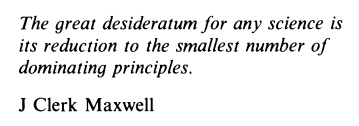 The great desideratum for any science is
its reduction to the smallest number of
dominating principles.
J Clerk Maxwell